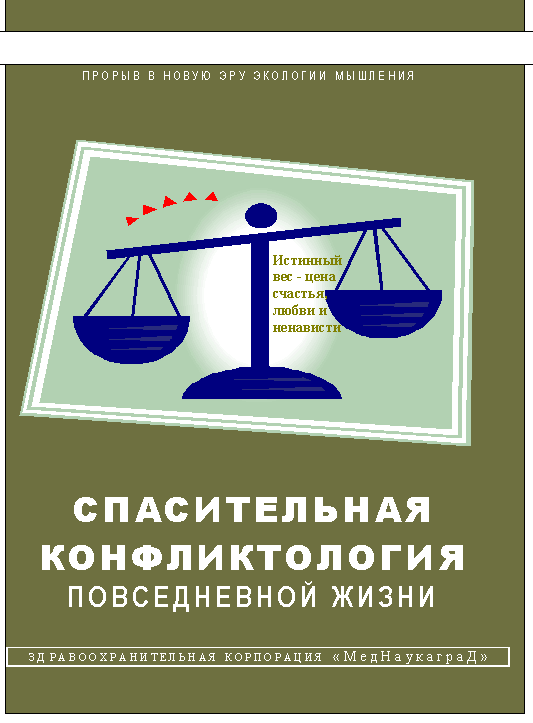 ПРОРЫВ В НОВУЮ ЭРУ ЭКОЛОГИИ МЫШЛЕНИЯ
Истинный
вес - цена
счастья,
любви и
ненависти
СПАСИТЕЛЬНАЯ
КОНФЛИКТОЛОГИЯ
ПОВСЕДНЕВНОЙ ЖИЗНИ
ЗДРАВООХРАНИТЕЛЬНАЯ КОРПОРАЦИЯ «МедНаукаграД»